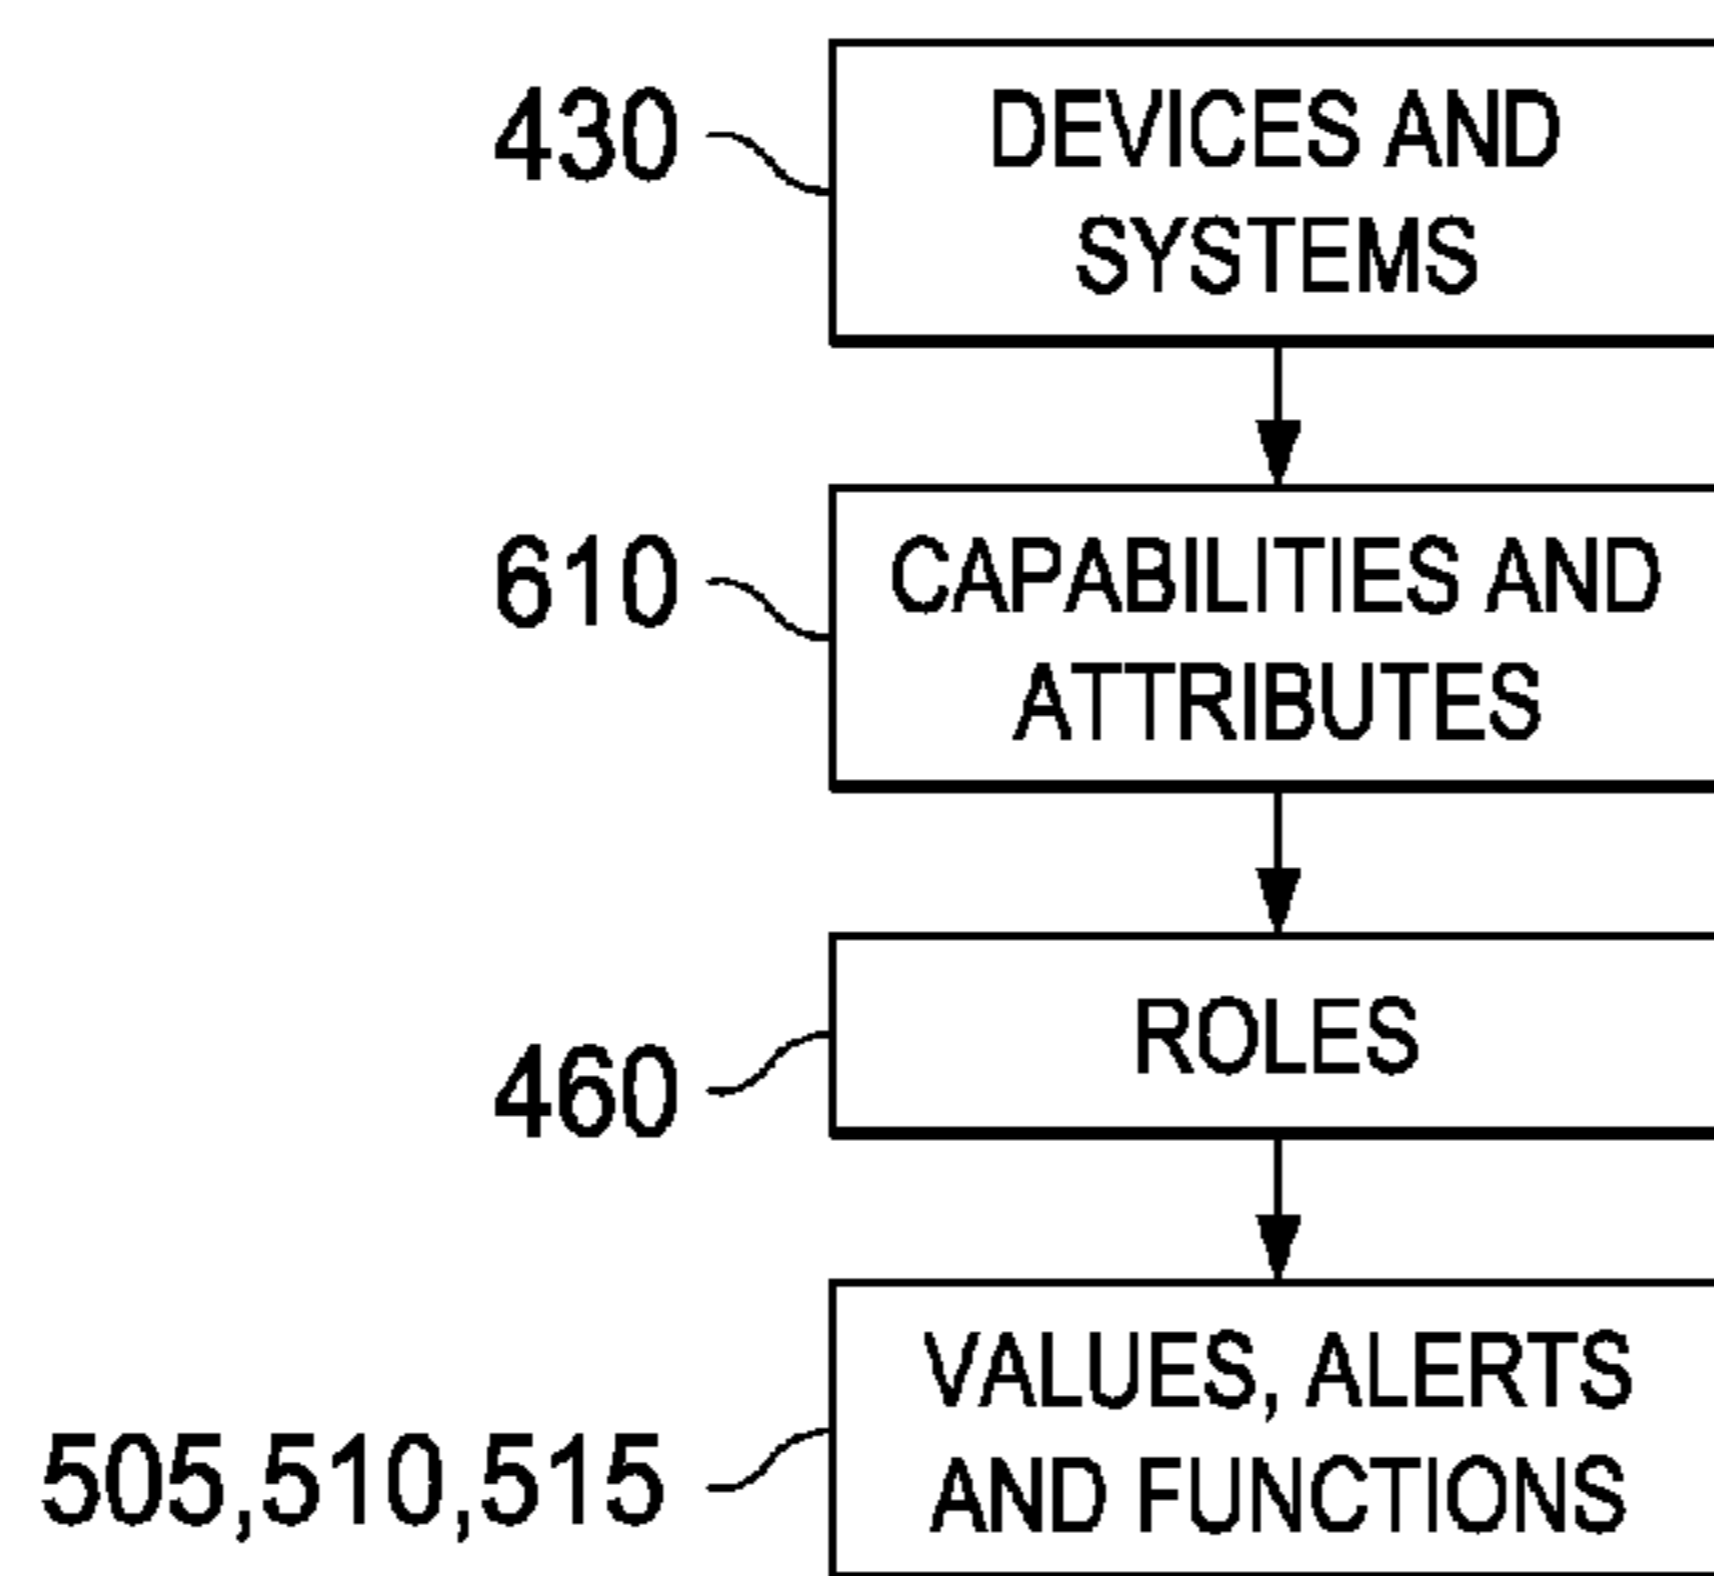 430
DEVICES AND
SYSTEMS
610
CAPABILITIES AND
ATTRIBUTES
ROLES
460
VALUES, ALERTS
AND FUNCTIONS
505,510,515